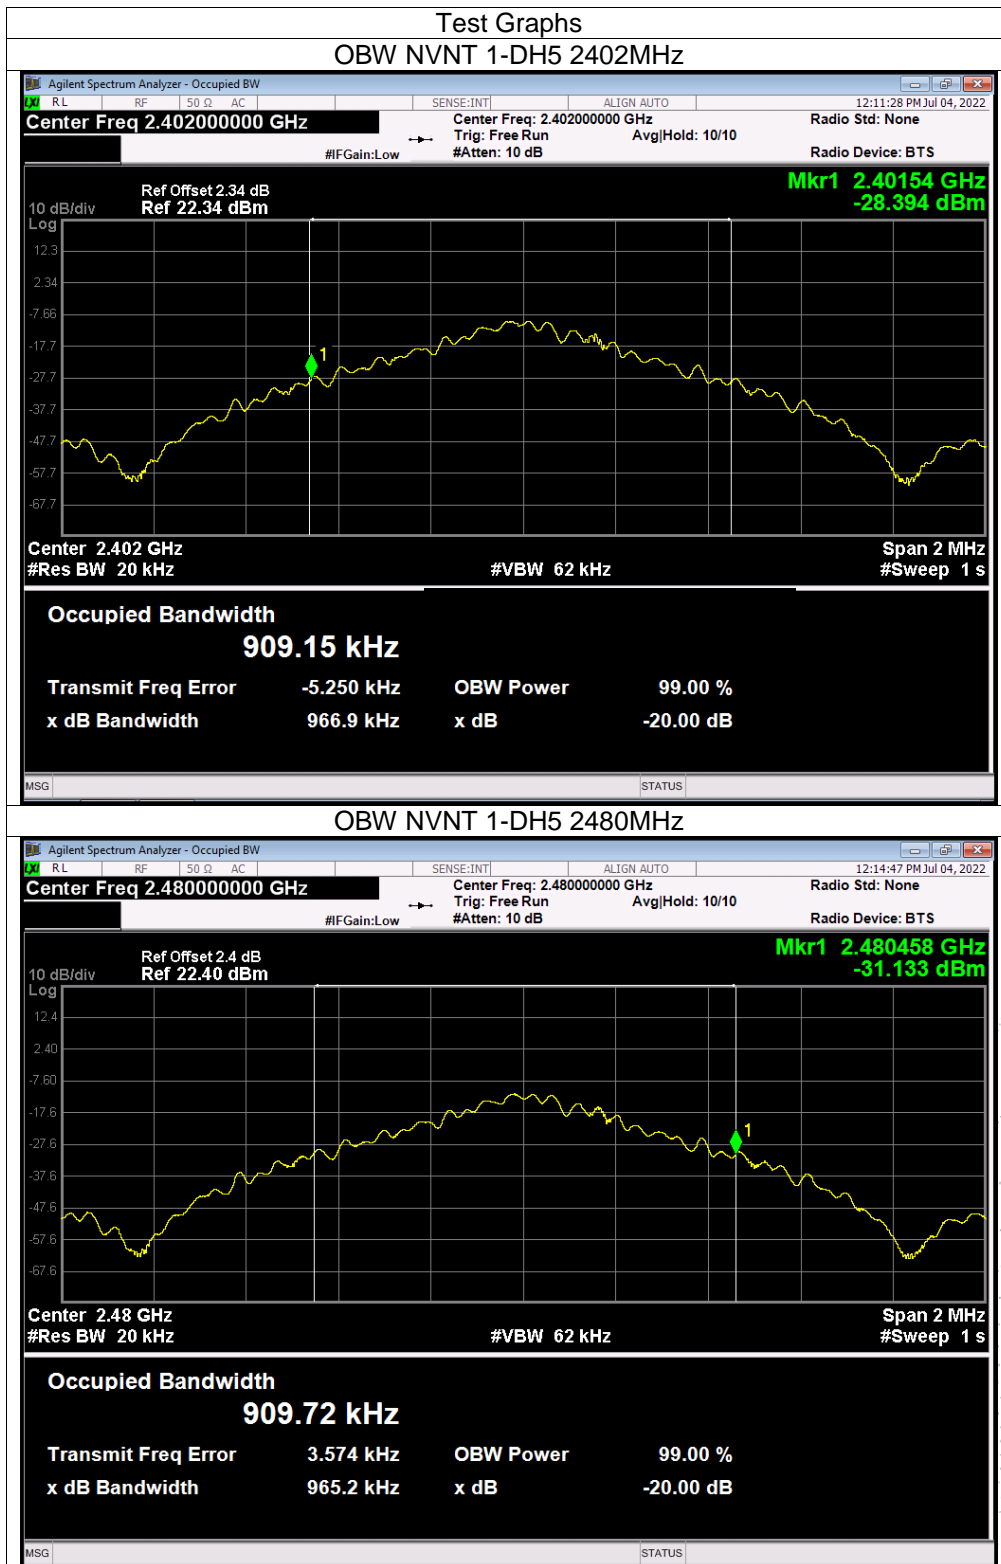 Test Graphs
OBW NVNT 1-DH5 2402MHz
Agilent Spectrum Analyzer - Occupied BW
LXI RL RF 50 Ω AC SENSE:INT ALIGN AUTO 12:11:28 PM Jul 04, 2022
Center Freq 2.402000000 GHz Center Freq: 2.402000000 GHz Radio Std: None
Trig: Free Run Avg|Hold: 10/10
#IFGain:Low #Atten: 10 dB Radio Device: BTS
Mkr1 2.40154 GHz
-28.394 dBm
Ref Offset 2.34 dB
10 dB/div Ref 22.34 dBm
Log
12.3
2.34
-7.66
-17.7
1
-27.7
-37.7
-47.7
-57.7
-67.7
Center 2.402 GHz Span 2 MHz
#Res BW 20 kHz #VBW 62 kHz #Sweep 1 s
Occupied Bandwidth
909.15 kHz
Transmit Freq Error -5.250 kHz OBW Power 99.00 %
x dB Bandwidth 966.9 kHz x dB -20.00 dB
MSG STATUS
OBW NVNT 1-DH5 2480MHz
Agilent Spectrum Analyzer - Occupied BW
LXI RL RF 50 Ω AC SENSE:INT ALIGN AUTO 12:14:47 PM Jul 04, 2022
Center Freq 2.480000000 GHz Center Freq: 2.480000000 GHz Radio Std: None
Trig: Free Run Avg|Hold: 10/10
#IFGain:Low #Atten: 10 dB Radio Device: BTS
Mkr1 2.480458 GHz
-31.133 dBm
Ref Offset 2.4 dB
10 dB/div Ref 22.40 dBm
Log
12.4
2.40
-7.60
-17.6
1
-27.6
-37.6
-47.6
-57.6
-67.6
Center 2.48 GHz Span 2 MHz
#Res BW 20 kHz #VBW 62 kHz #Sweep 1 s
Occupied Bandwidth
909.72 kHz
Transmit Freq Error 3.574 kHz OBW Power 99.00 %
x dB Bandwidth 965.2 kHz x dB -20.00 dB
MSG STATUS